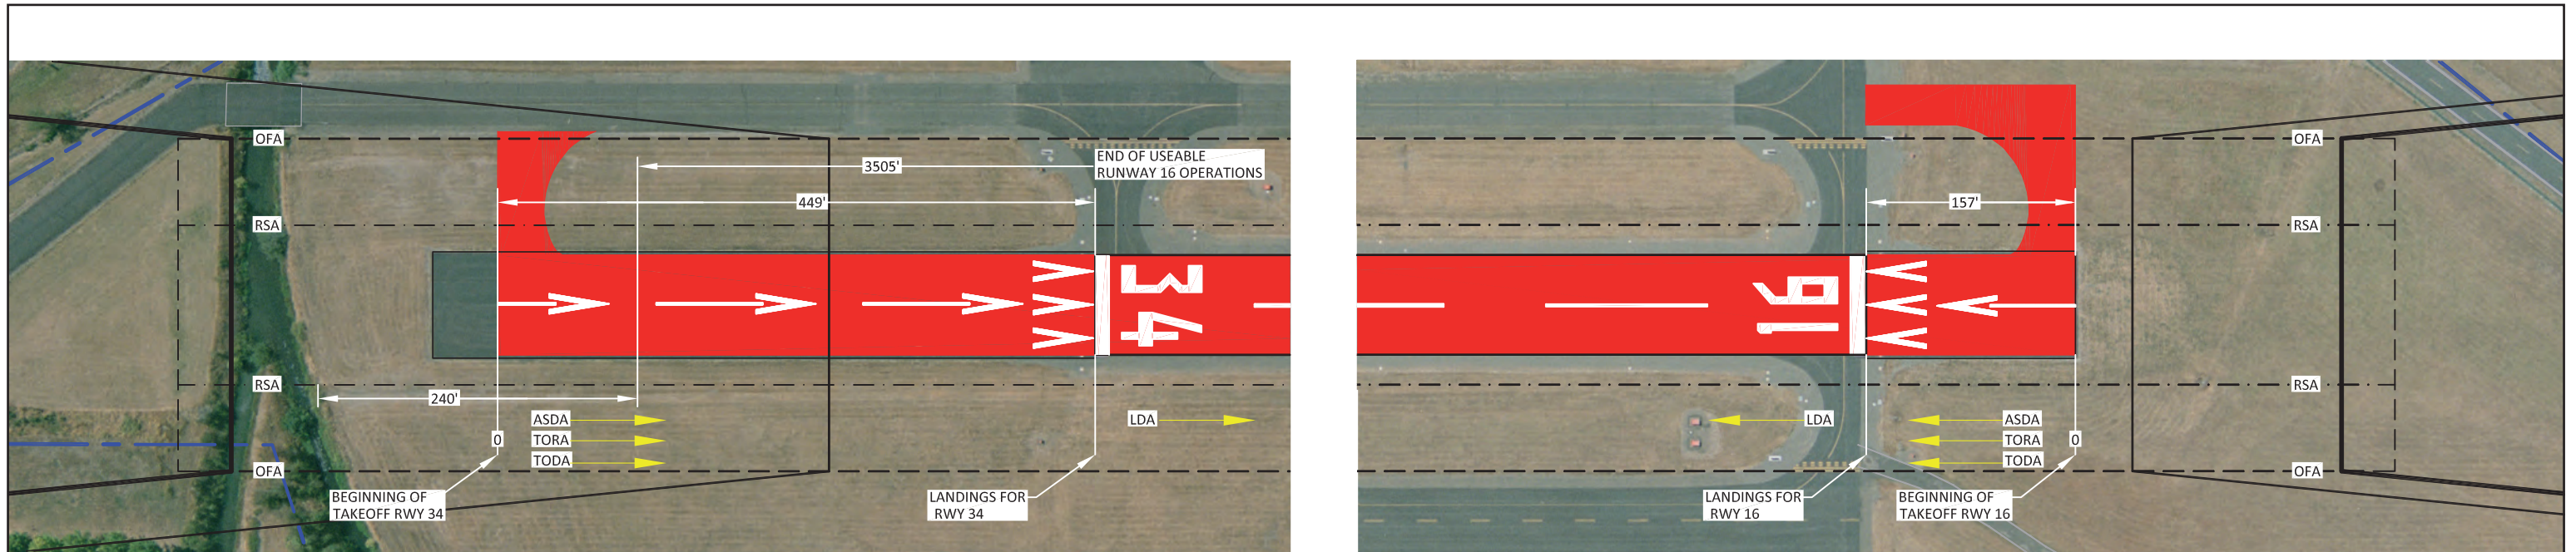 OFA
OFA
END OF USEABLE
RUNWAY 16 OPERATIONS
3505'
449'
157'
RSA
RSA
34
16
RSA
RSA
240'
ASDA
LDA
LDA
ASDA
0
TORA
TORA
0
TODA
TODA
OFA
OFA
BEGINNING OF
TAKEOFF RWY 34
LANDINGS FOR
RWY 34
LANDINGS FOR
RWY 16
BEGINNING OF
TAKEOFF RWY 16